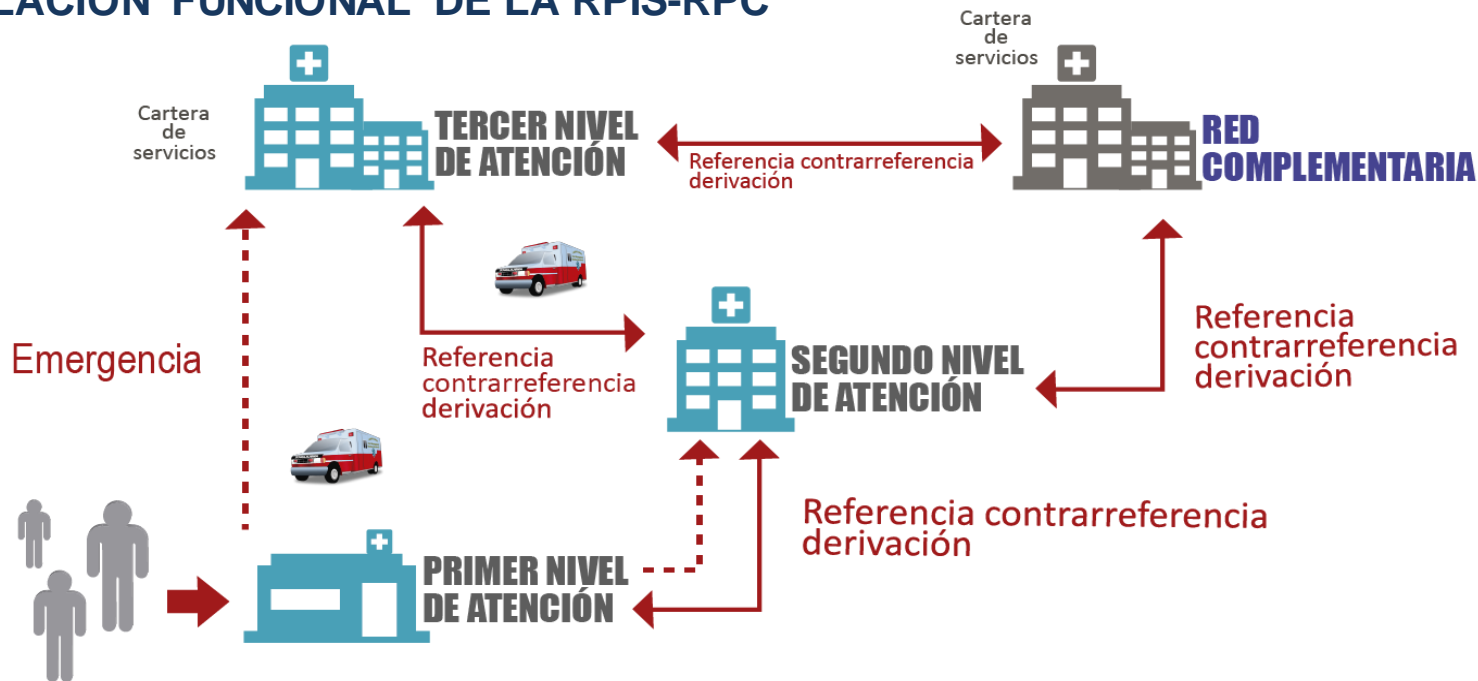 FUNCIONAL DE LA RPIS-RPC
Cartera
de
servicios
Cartera
de
servicios
TERCER NIVEL
DE ATENCIÓN
Referencia contrarreferencia
derivación
RED
COMPLEMENTARIA
Emergencia
Referencia
contrarreferencia
derivación
SEGUNDO NIVEL
DE ATENCIÓN
Referencia
contrarreferencia
derivación
Referencia contrarreferencia
derivación
PRIMER NIVEL
DE ATENCIÓN